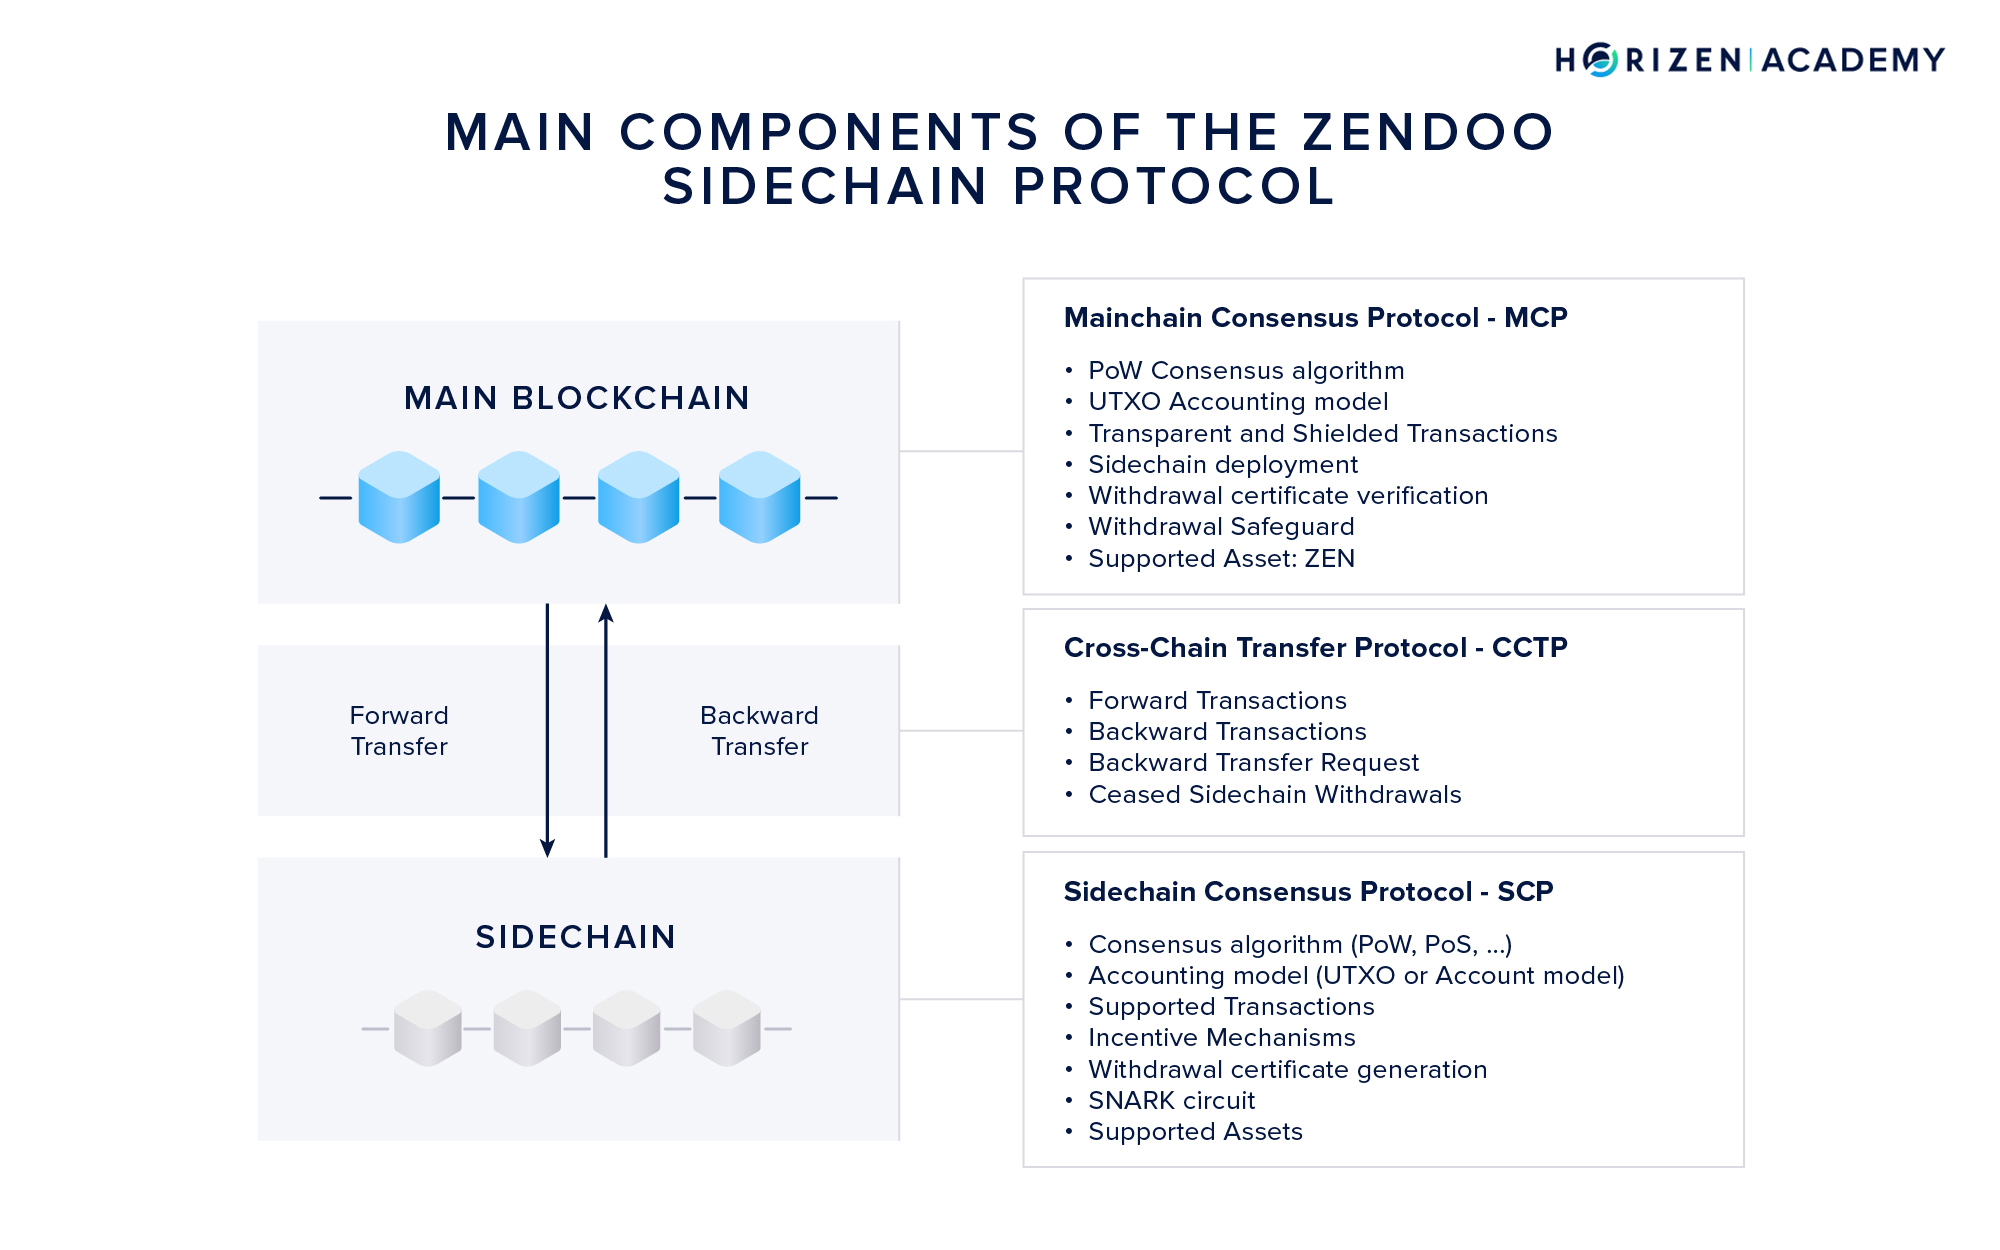 HORIZEN ACADEMY
MAIN COMPONENTS OF THE ZENDOO
SIDECHAIN PROTOCOL
MAIN BLOCKCHAIN
Mainchain Consensus Protocol - MCP
• PoW Consensus algorithm
• UTXO Accounting model
• Transparent and Shielded Transactions
• Sidechain deployment
• Withdrawal certificate verification
• Withdrawal Safeguard
• Supported Asset: ZEN
Forward
Transfer
Backward
Transfer
Cross-Chain Transfer Protocol - CCTP
• Forward Transactions
• Backward Transactions
• Backward Transfer Request
• Ceased Sidechain Withdrawals
SIDECHAIN
Sidechain Consensus Protocol - SCP
• Consensus algorithm (PoW, PoS, ...)
• Accounting model (UTXO or Account model)
• Supported Transactions
• Incentive Mechanisms
• Withdrawal certificate generation
• SNARK circuit
• Supported Assets